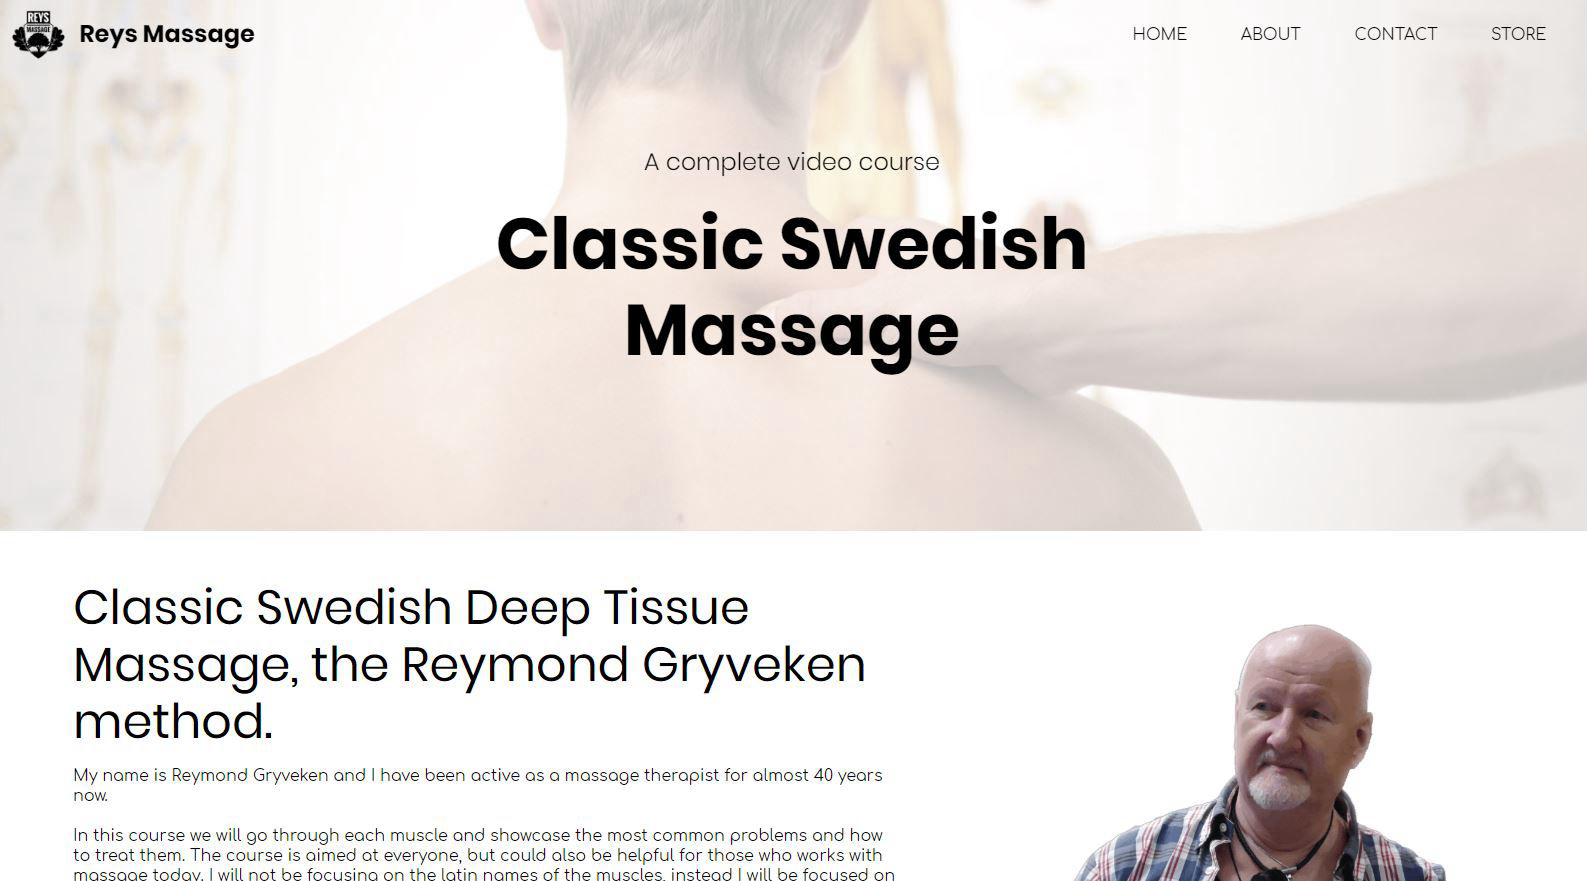 REYS
MASSAGE
Reys Massage
HOME
ABOUT
CONTACT
STORE
A complete video course
Classic Swedish
Massage
Classic Swedish Deep Tissue
Massage, the Reymond Gryveken
method.
My name is Reymond Gryveken and I have been active as a massage therapist for almost 40 years
now.
In this course we will go through each muscle and showcase the most common problems and how
to treat them. The course is aimed at everyone, but could also be helpful for those who works with
massage today. I will not be focusing on the latin names of the muscles, instead I will be focused on